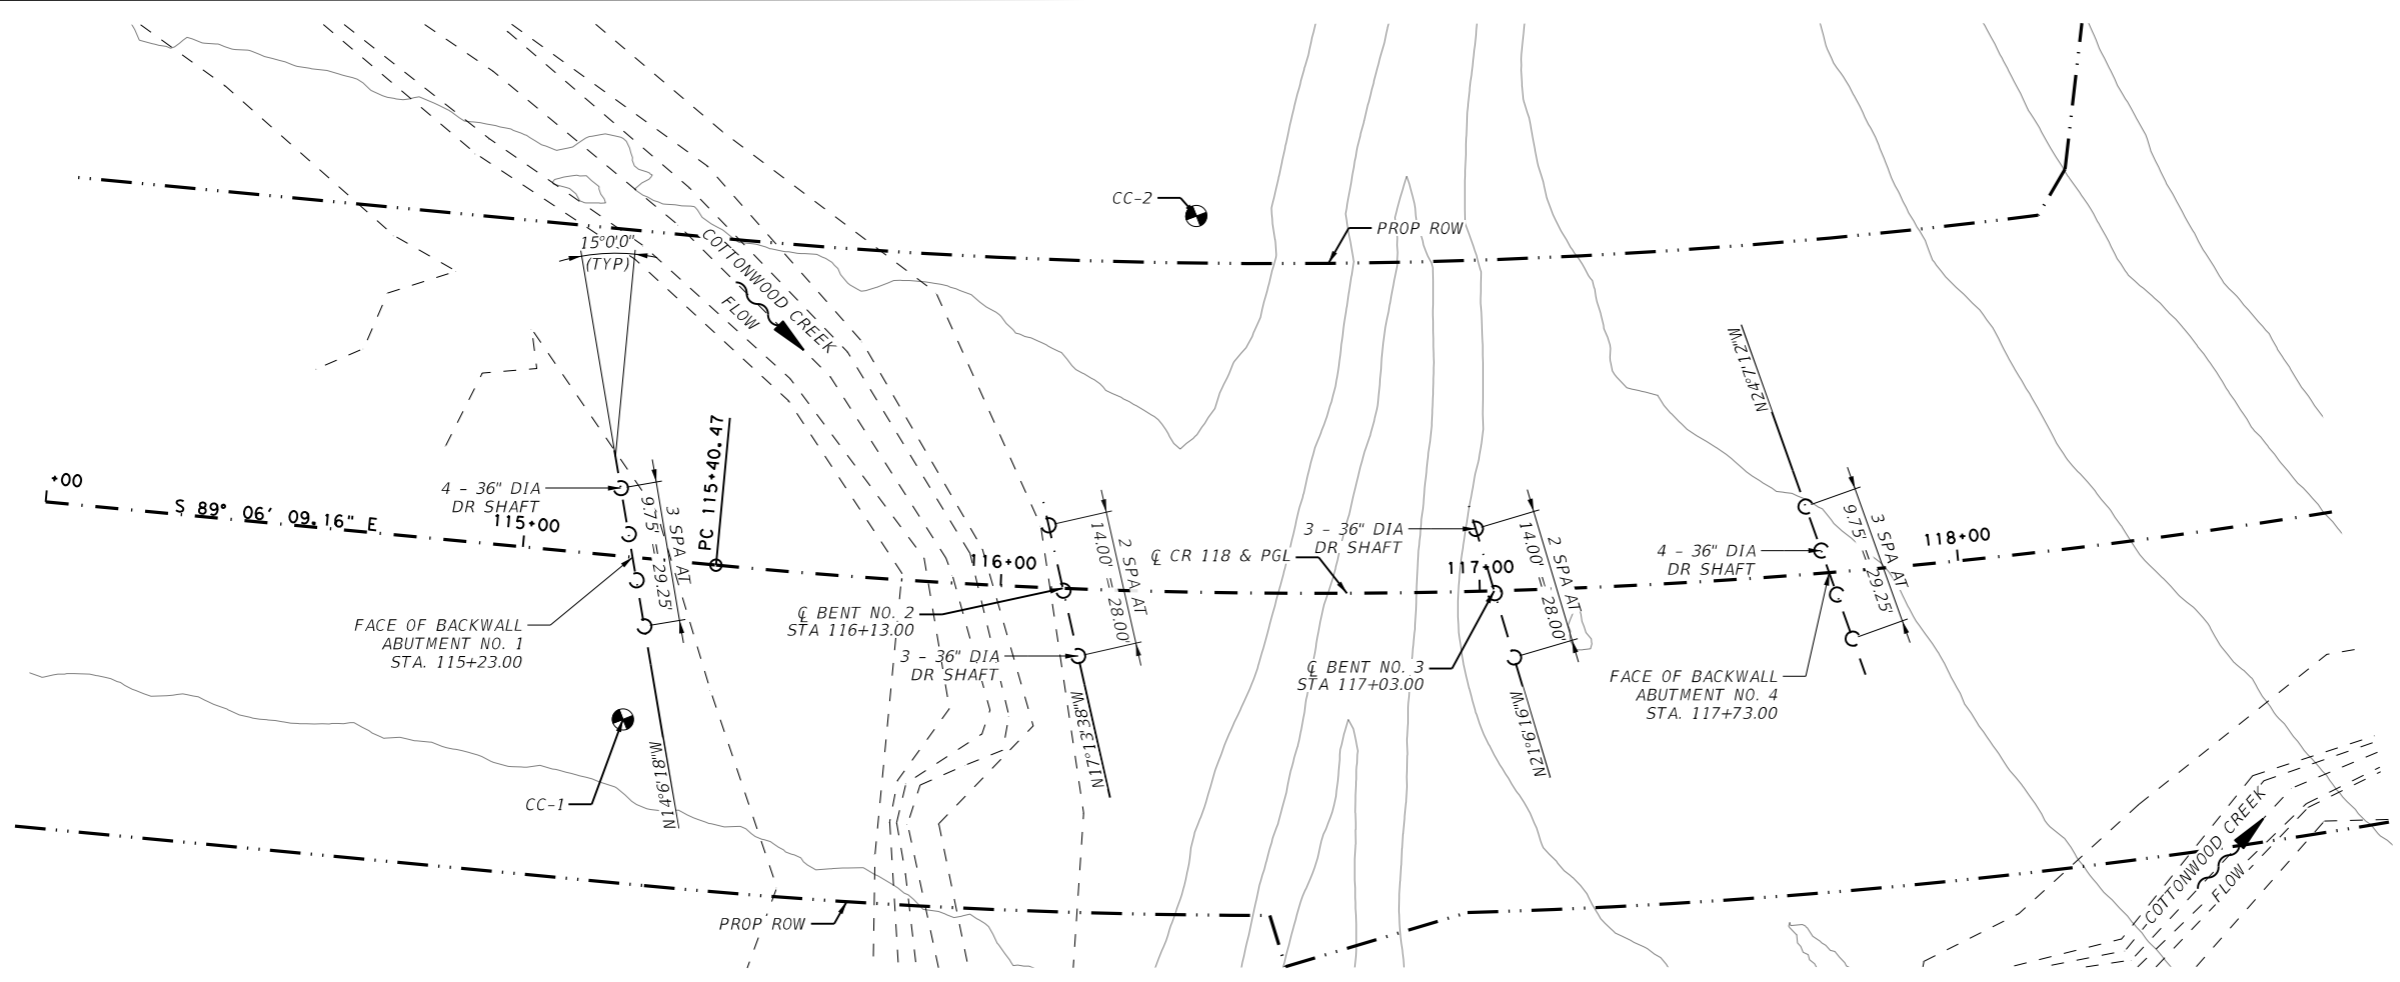 CC-2
PROP ROW
15°0'0"
(TYP)
COTTONWOOD CREEK
FLOW
N24°7'12"W
+00
S 89° 06' 09.16" E
4 - 36" DIA
DR SHAFT
115+00
3 SPA AT
9.75' = 29.25'
PC 115+40.47
116+00
2 SPA AT
14.00' = 28.00'
℄ CR 118 & PGL
3 - 36" DIA
DR SHAFT
117+00
2 SPA AT
14.00' = 28.00'
4 - 36" DIA
DR SHAFT
3 SPA AT
9.75' = 29.25'
118+00
FACE OF BACKWALL
ABUTMENT NO. 1
STA. 115+23.00
℄ BENT NO. 2
STA 116+13.00
3 - 36" DIA
DR SHAFT
℄ BENT NO. 3
STA 117+03.00
FACE OF BACKWALL
ABUTMENT NO. 4
STA. 117+73.00
N14°6'18"W
N17°13'38"W
N21°6'16"W
CC-1
PROP ROW
COTTONWOOD CREEK
FLOW